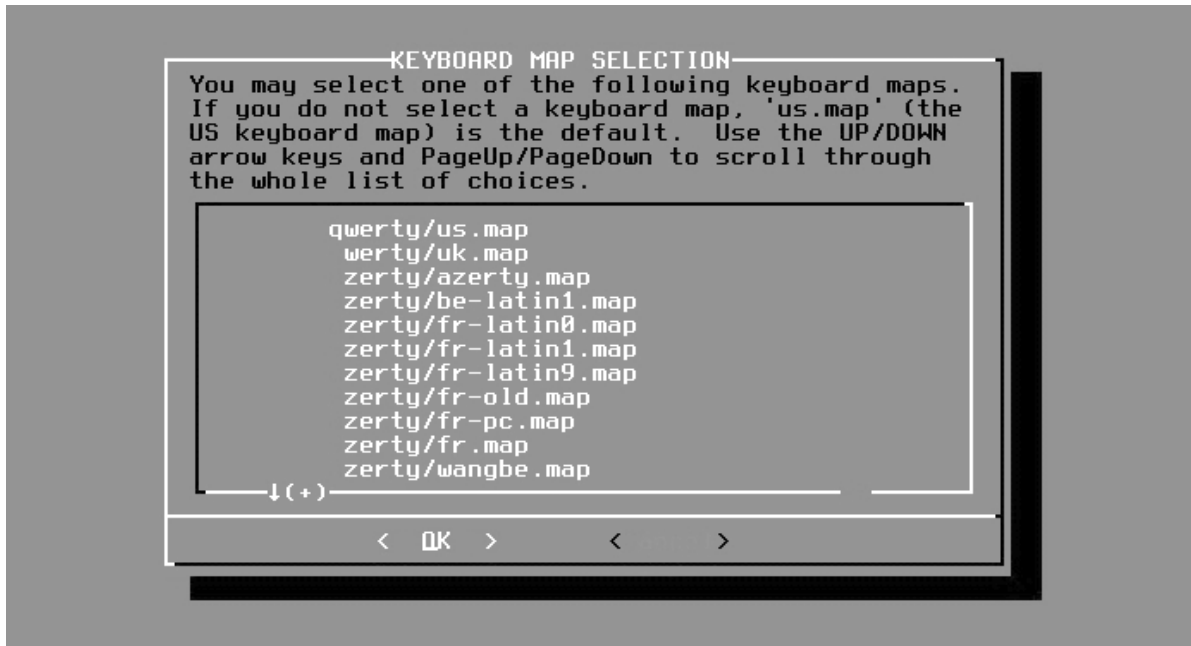 KEYBOARD MAP SELECTION
You may select one of the following keyboard maps.
If you do not select a keyboard map, 'us.map' (the
US keyboard map) is the default.  Use the UP/DOWN
arrow keys and PageUp/PageDown to scroll through
the whole list of choices.
qwerty/us.map
werty/uk.map
zerty/azerty.map
zerty/be-latin1.map
zerty/fr-latin0.map
zerty/fr-latin1.map
zerty/fr-latin9.map
zerty/fr-old.map
zerty/fr-pc.map
zerty/fr.map
zerty/wangbe.map
↓(+)
< OK > < >